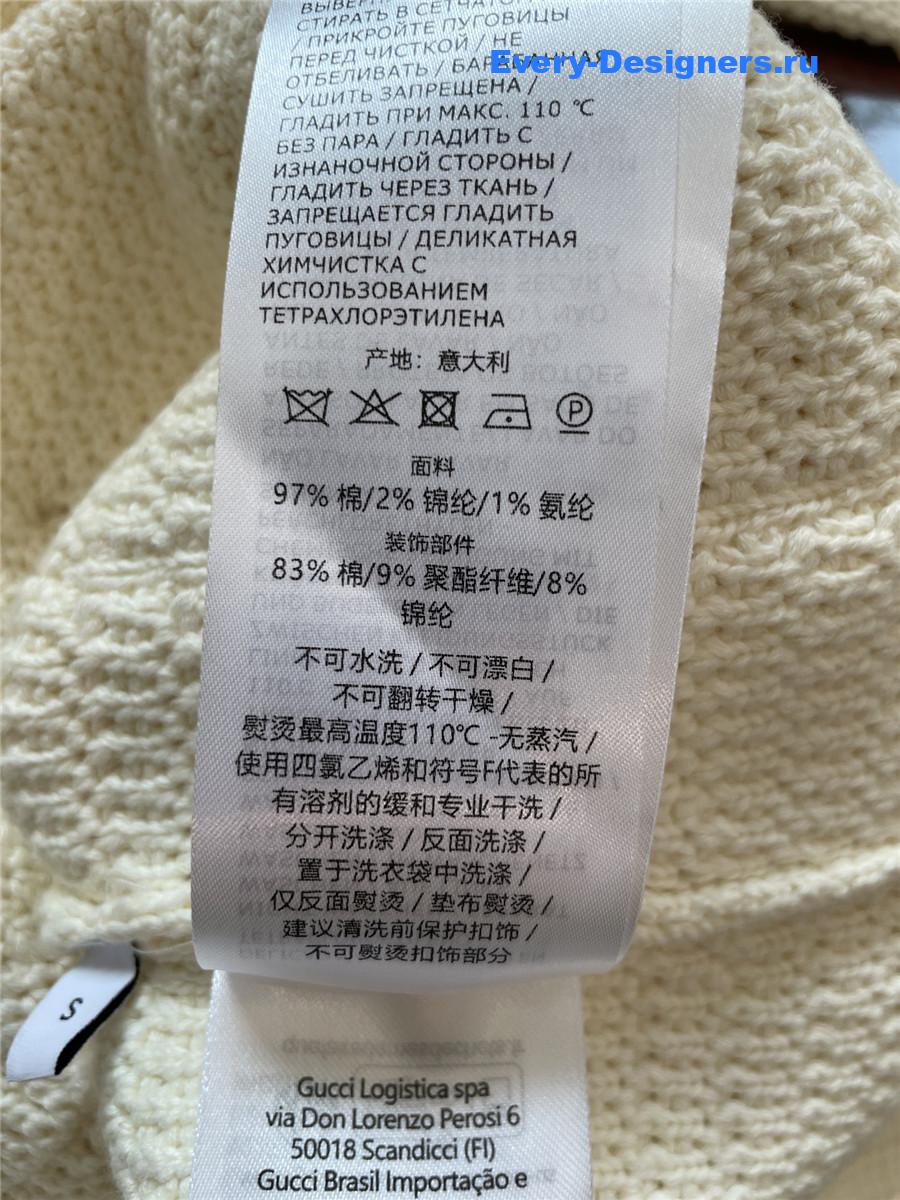 СТИРАТЬ В
/ ПРИКРОЙТЕ ПУГОВИЦЫ
ПЕРЕД ЧИСТКОЙ / НЕ
Every-Designers.ru
ОТБЕЛИВАТЬ / БАРАБАННАЯ
СУШИТЬ ЗАПРЕЩЕНА /
ГЛАДИТЬ ПРИ МАКС. 110 ℃
БЕЗ ПАРА / ГЛАДИТЬ С
ИЗНАНОЧНОЙ СТОРОНЫ /
ГЛАДИТЬ ЧЕРЕЗ ТКАНЬ /
ЗАПРЕЩАЕТСЯ ГЛАДИТЬ
ПУГОВИЦЫ / ДЕЛИКАТНАЯ
ХИМЧИСТКА С
ИСПОЛЬЗОВАНИЕМ
ТЕТРАХЛОРЭТИЛЕНА
产地：意大利
P
面料
97% 棉/2% 锦纶/1% 氨纶
装饰部件
83% 棉/9% 聚酯纤维/8%
锦纶
不可水洗 / 不可漂白 /
不可翻转干燥 /
熨烫最高温度110℃ -无蒸汽 /
使用四氯乙烯和符号F代表的所
有溶剂的缓和专业干洗 /
分开洗涤 / 反面洗涤 /
置于洗衣袋中洗涤 /
仅反面熨烫 / 垫布熨烫 /
建议清洗前保护扣饰 /
不可熨烫扣饰部分
S
Gucci Logistica spa
via Don Lorenzo Perosi 6
50018 Scandicci (FI)
Gucci Brasil Importação e